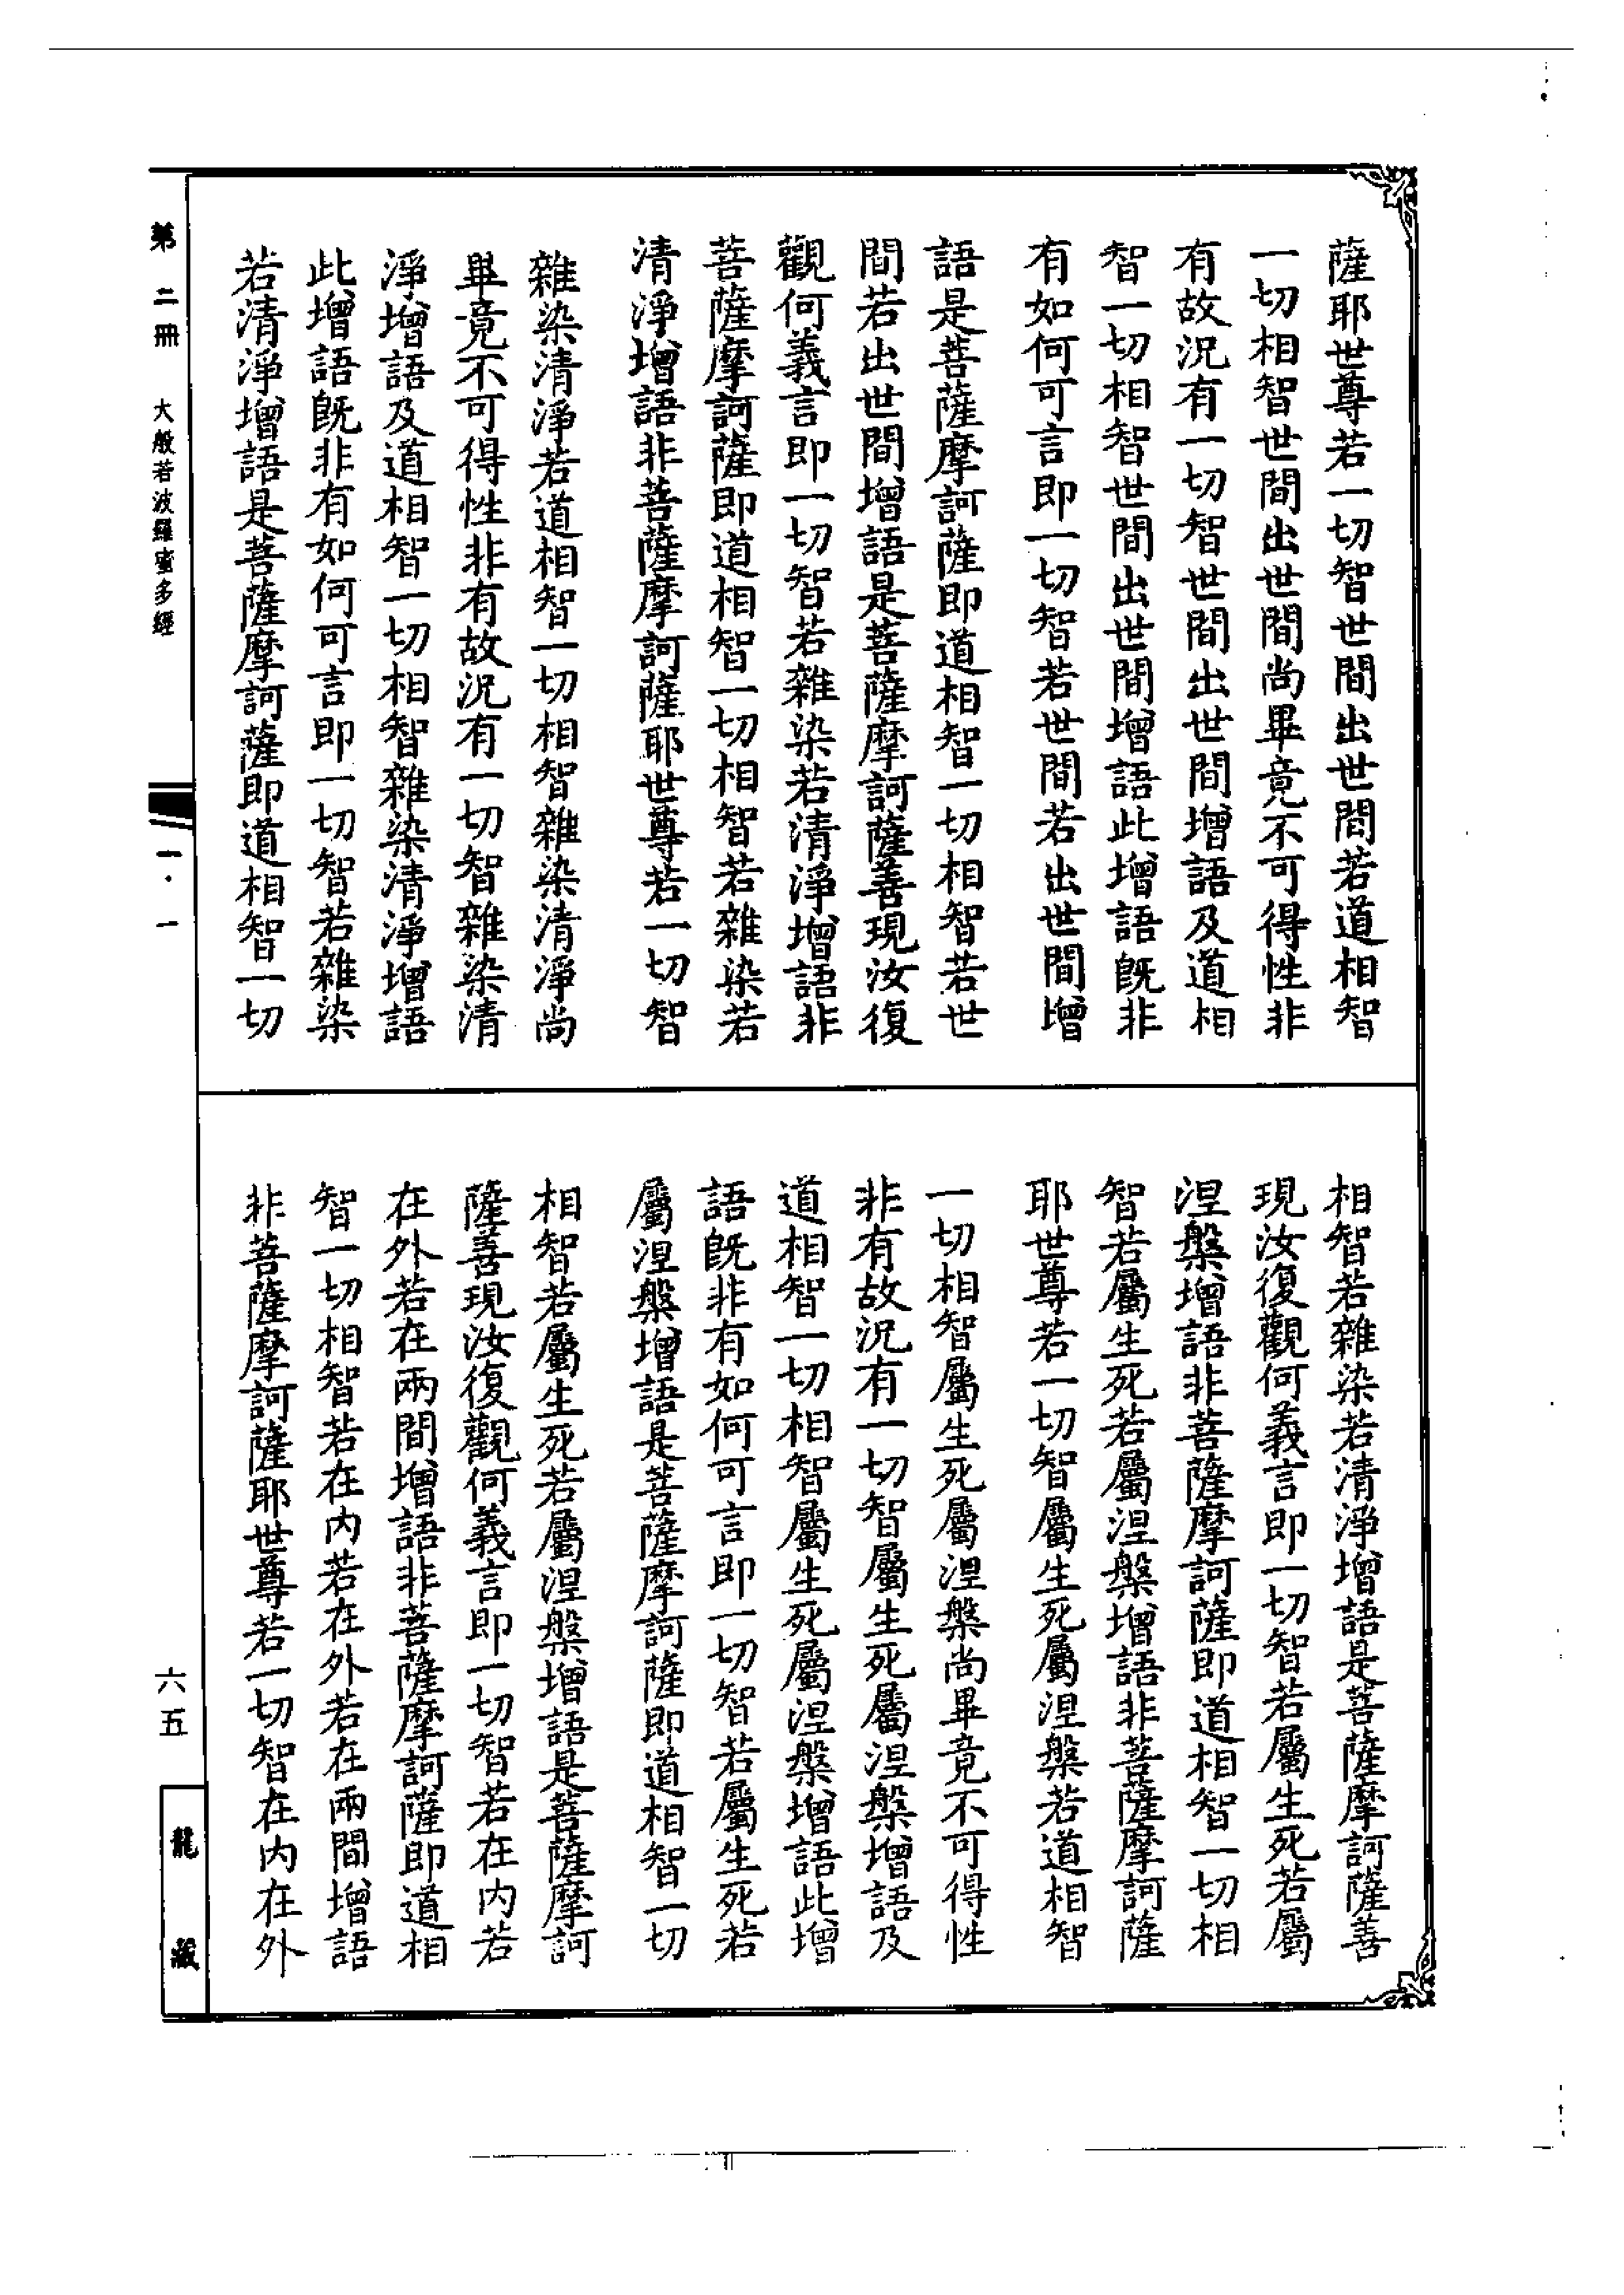 薩耶世尊若一切智世間出世間若道相智
一切相智世間出世間尚畢竟不可得性非
有故況有一切智世間出世間增語及道相
智一切相智世間出世間增語此增語既非
有如何可言即一切智若世間若出世間增
語是菩薩摩訶薩即道相智一切相智若世
間若出世間增語是菩薩摩訶薩善現汝復
觀何義言即一切智若雜染若清淨增語非
菩薩摩訶薩即道相智一切相智若雜染若
清淨增語非菩薩摩訶薩耶世尊若一切智
雜染清淨若道相智一切相智雜染清淨尚
畢竟不可得性非有故況有一切智雜染清
淨增語及道相智一切相智雜染清淨增語
此增語既非有如何可言即一切智若雜染
若清淨增語是菩薩摩訶薩即道相智一切
相智若雜染若清淨增語是菩薩摩訶薩善
現汝復觀何義言即一切智若屬生死若屬
涅槃增語非菩薩摩訶薩即道相智一切相
智若屬生死若屬涅槃增語非菩薩摩訶薩
耶世尊若一切智屬生死屬涅槃若道相智
一切相智屬生死屬涅槃尚畢竟不可得性
非有故況有一切智屬生死屬涅槃增語及
道相智一切相智屬生死屬涅槃增語此增
語既非有如何可言即一切智若屬生死若
屬涅槃增語是菩薩摩訶薩即道相智一切
相智若屬生死若屬涅槃增語是菩薩摩訶
薩善現汝復觀何義言即一切智若在內若
在外若在兩間增語非菩薩摩訶薩即道相
智一切相智若在內若在外若在兩間增語
非菩薩摩訶薩耶世尊若一切智在內在外
第二冊 大般若波羅蜜多經 一·一 六五 龍藏